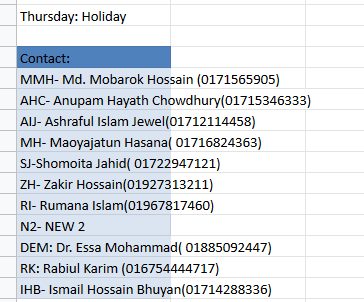 Thursday: Holiday
Contact:
MMH- Md. Mobarok Hossain (0171565905)
AHC- Anupam Hayath Chowdhury(01715346333)
AIJ- Ashraful Islam Jewel(01712114458)
MH- Maoyajatun Hasana( 01716824363)
SJ-Shomoita Jahid( 01722947121)
ZH- Zakir Hossain(01927313211)
RI- Rumana Islam(01967817460)
N2- NEW 2
DEM: Dr. Essa Mohammad( 01885092447)
RK: Rabiul Karim (016754444717)
IHB- Ismail Hossain Bhuyan(01714288336)